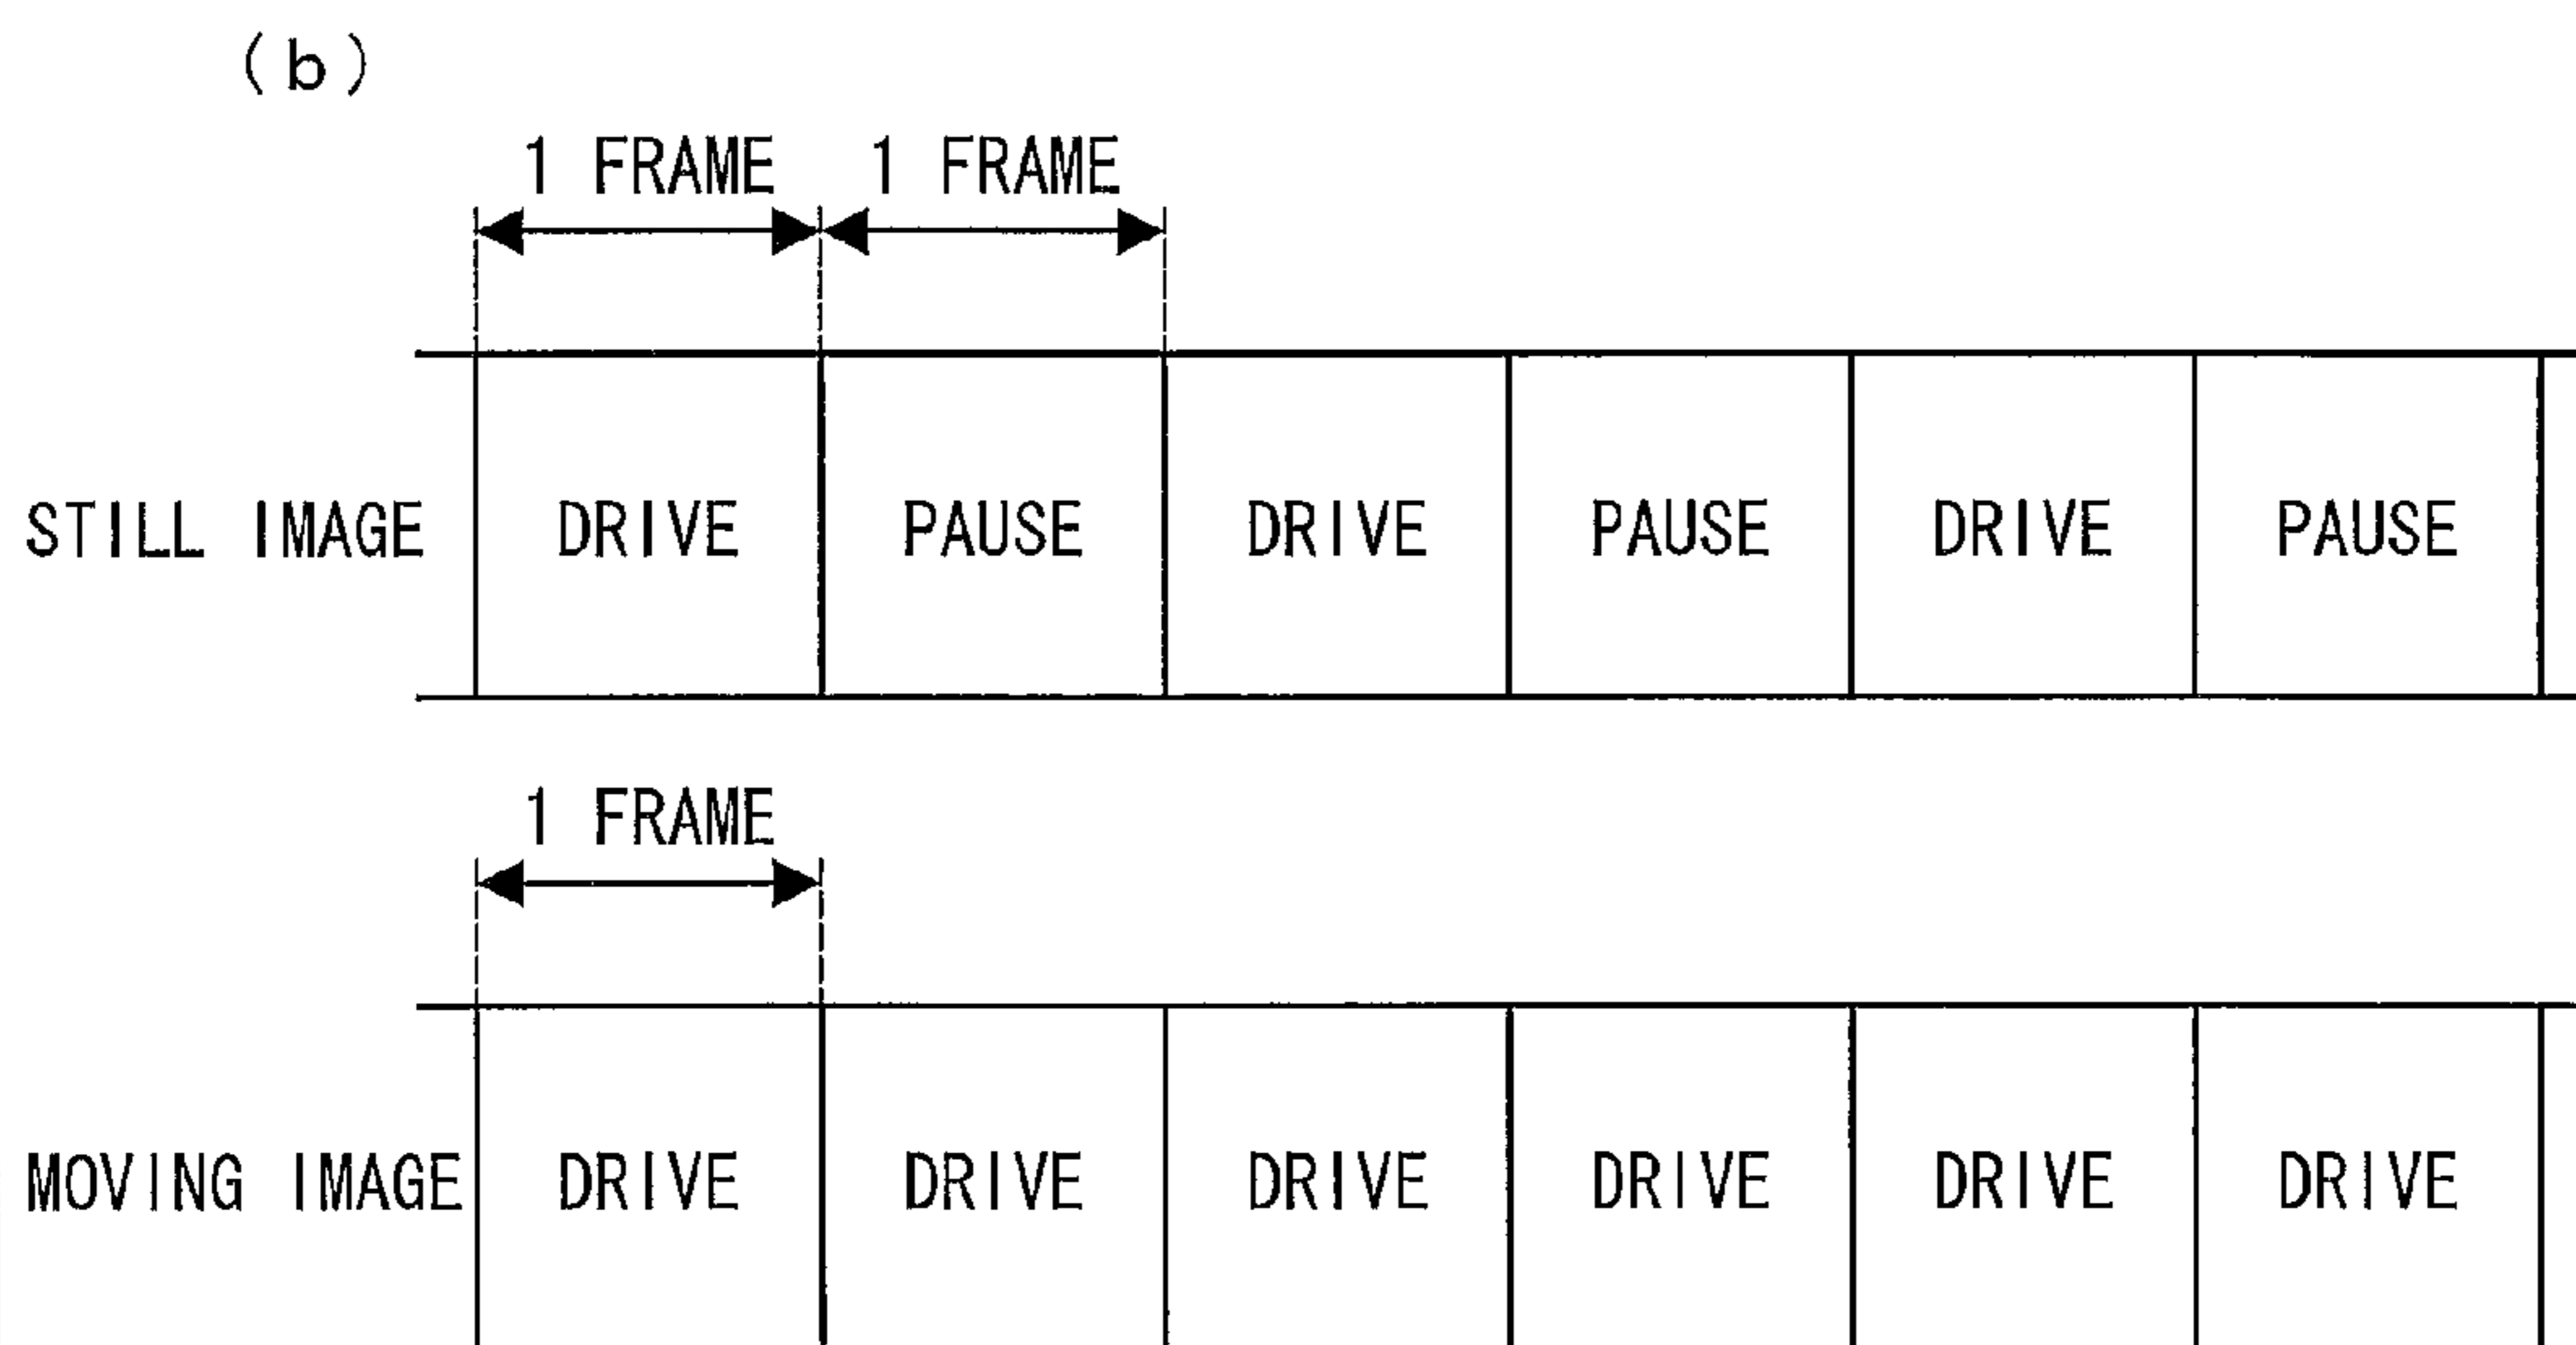 (b)
1 FRAME 1 FRAME
STILL IMAGE DRIVE PAUSE DRIVE PAUSE DRIVE PAUSE
1 FRAME
MOVING IMAGE DRIVE DRIVE DRIVE DRIVE DRIVE DRIVE